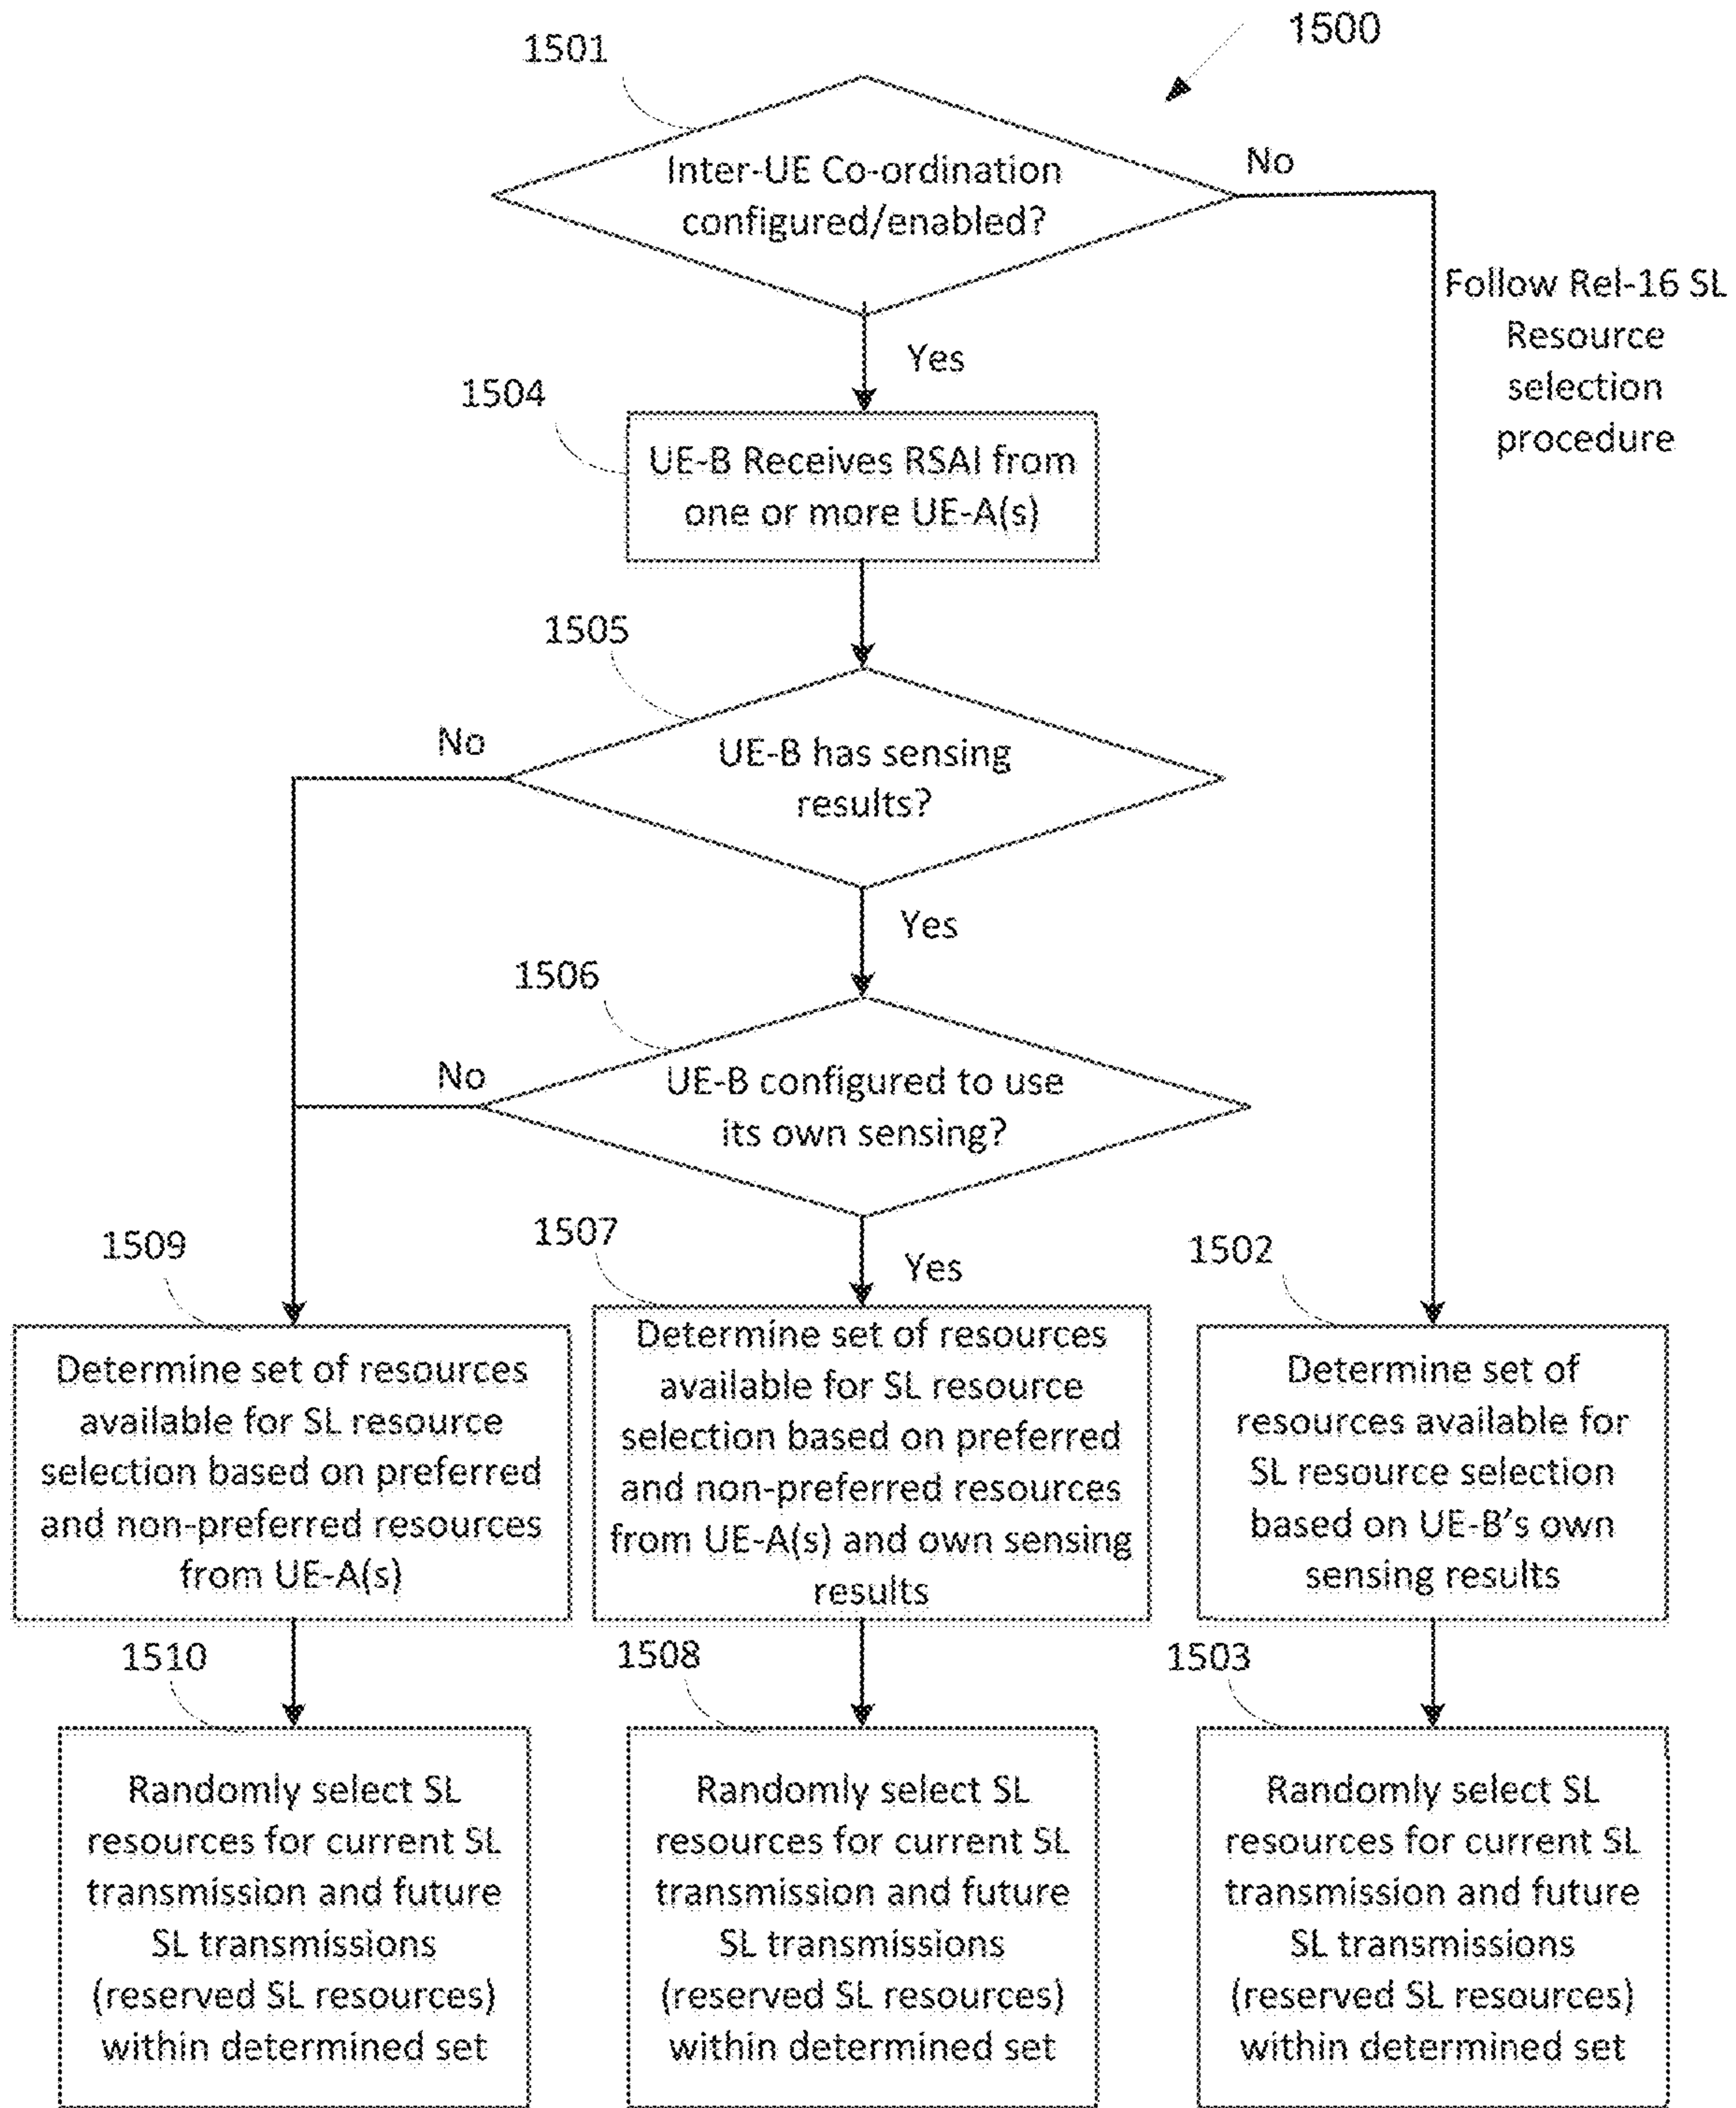 1500
1501
Inter-UE Co-ordination
configured/enabled?
No
Follow Rel-16 SL
Resource
selection
procedure
Yes
1504
UE-B Receives RSAI from
one or more UE-A(s)
1505
UE-B has sensing
results?
No
Yes
1506
UE-B configured to use
its own sensing?
No
Yes
1509
Determine set of resources
available for SL resource
selection based on preferred
and non-preferred resources
from UE-A(s)
1507
Determine set of resources
available for SL resource
selection based on preferred
and non-preferred resources
from UE-A(s) and own sensing
results
1502
Determine set of
resources available for
SL resource selection
based on UE-B's own
sensing results
1510
Randomly select SL
resources for current SL
transmission and future
SL transmissions
(reserved SL resources)
within determined set
1508
Randomly select SL
resources for current SL
transmission and future
SL transmissions
(reserved SL resources)
within determined set
1503
Randomly select SL
resources for current SL
transmission and future
SL transmissions
(reserved SL resources)
within determined set